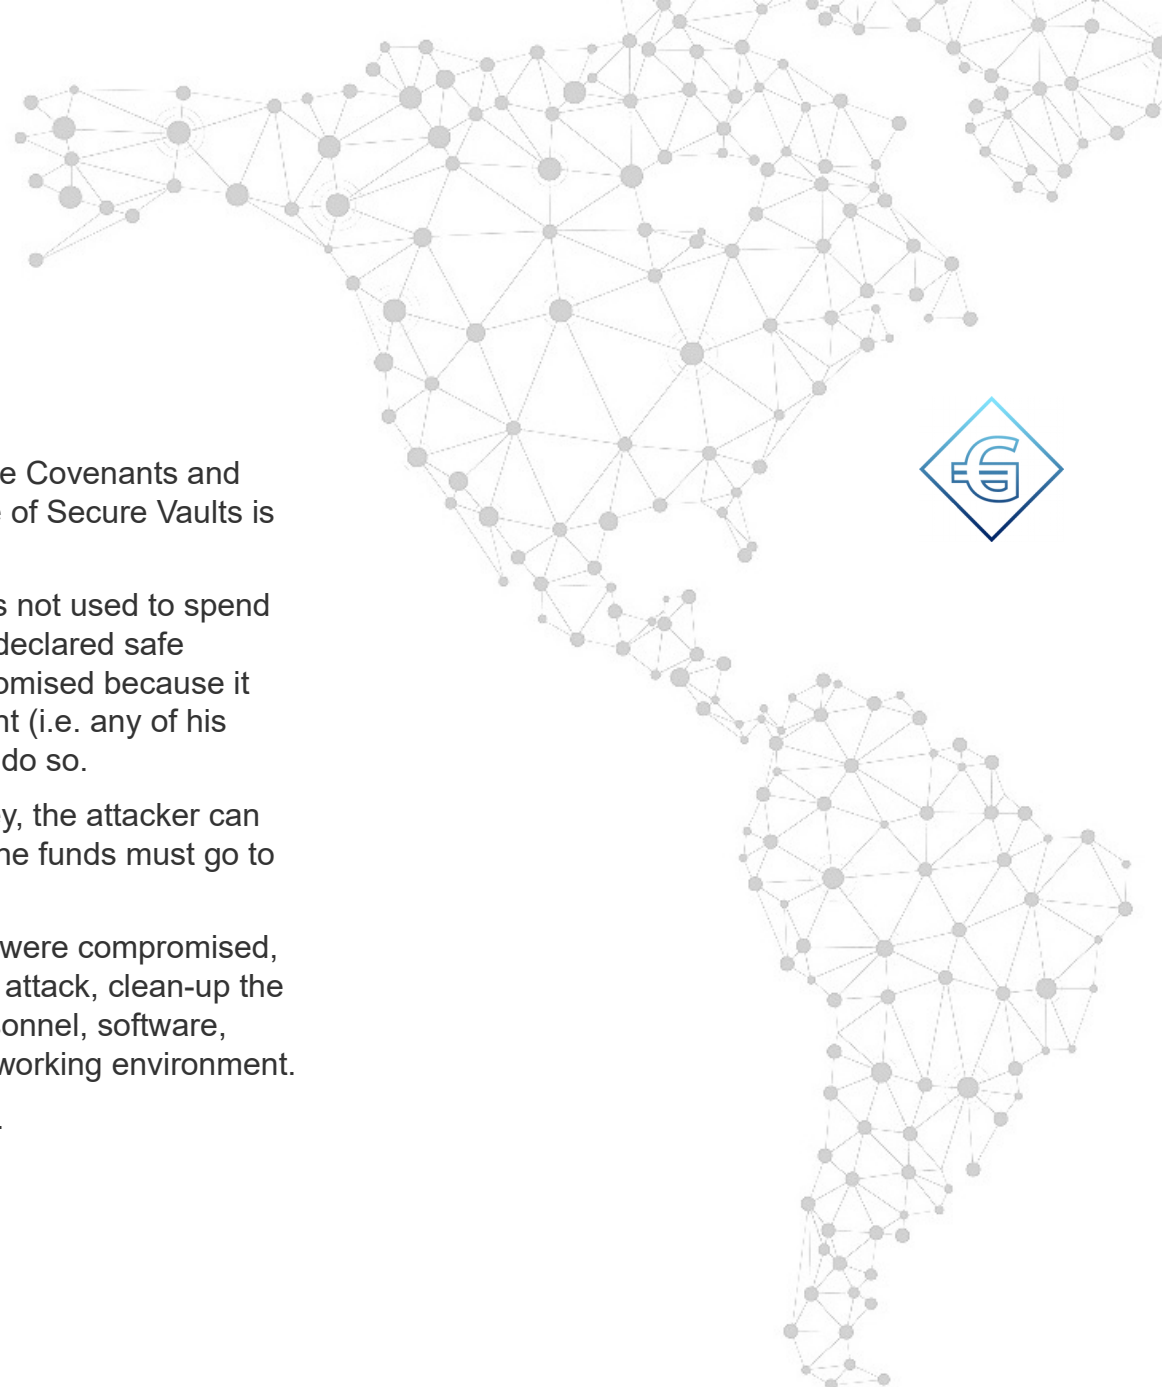 e Covenants and
of Secure Vaults is
not used to spend
declared safe
omised because it
nt (i.e. any of his
do so.
y, the attacker can
he funds must go to
were compromised,
attack, clean-up the
sonnel, software,
working environment.
.